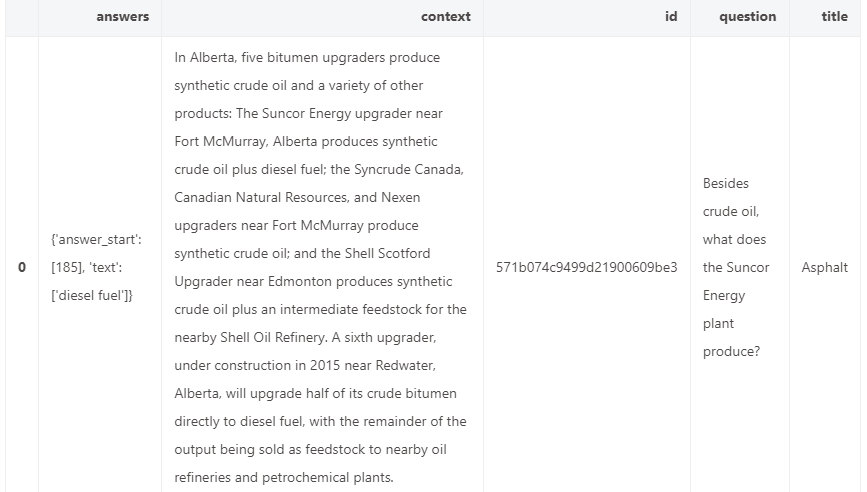 answers context id question title
In Alberta, five bitumen upgraders produce
synthetic crude oil and a variety of other
products: The Suncor Energy upgrader near
Fort McMurray, Alberta produces synthetic
crude oil plus diesel fuel; the Syncrude Canada,
Canadian Natural Resources, and Nexen
upgraders near Fort McMurray produce
synthetic crude oil; and the Shell Scotford
Upgrader near Edmonton produces synthetic
crude oil plus an intermediate feedstock for the
nearby Shell Oil Refinery. A sixth upgrader,
under construction in 2015 near Redwater,
Alberta, will upgrade half of its crude bitumen
directly to diesel fuel, with the remainder of the
output being sold as feedstock to nearby oil
refineries and petrochemical plants.
0
{'answer_start':
[185], 'text':
['diesel fuel']}
571b074c9499d21900609be3
Besides
crude oil,
what does
the Suncor
Energy
plant
produce?
Asphalt